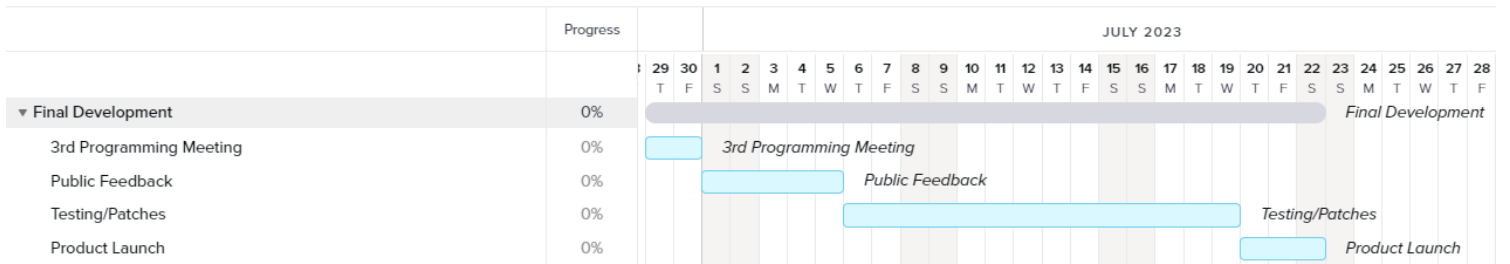 Progress
JULY 2023
29 30 1 2 3 4 5 6 7 8 9 10 11 12 13 14 15 16 17 18 19 20 21 22 23 24 25 26 27 28
T F S S M T W T F S S M T W T F S S M T W T F S S M T W T F
Final Development 0% Final Development
3rd Programming Meeting 0% 3rd Programming Meeting
Public Feedback 0% Public Feedback
Testing/Patches 0% Testing/Patches
Product Launch 0% Product Launch